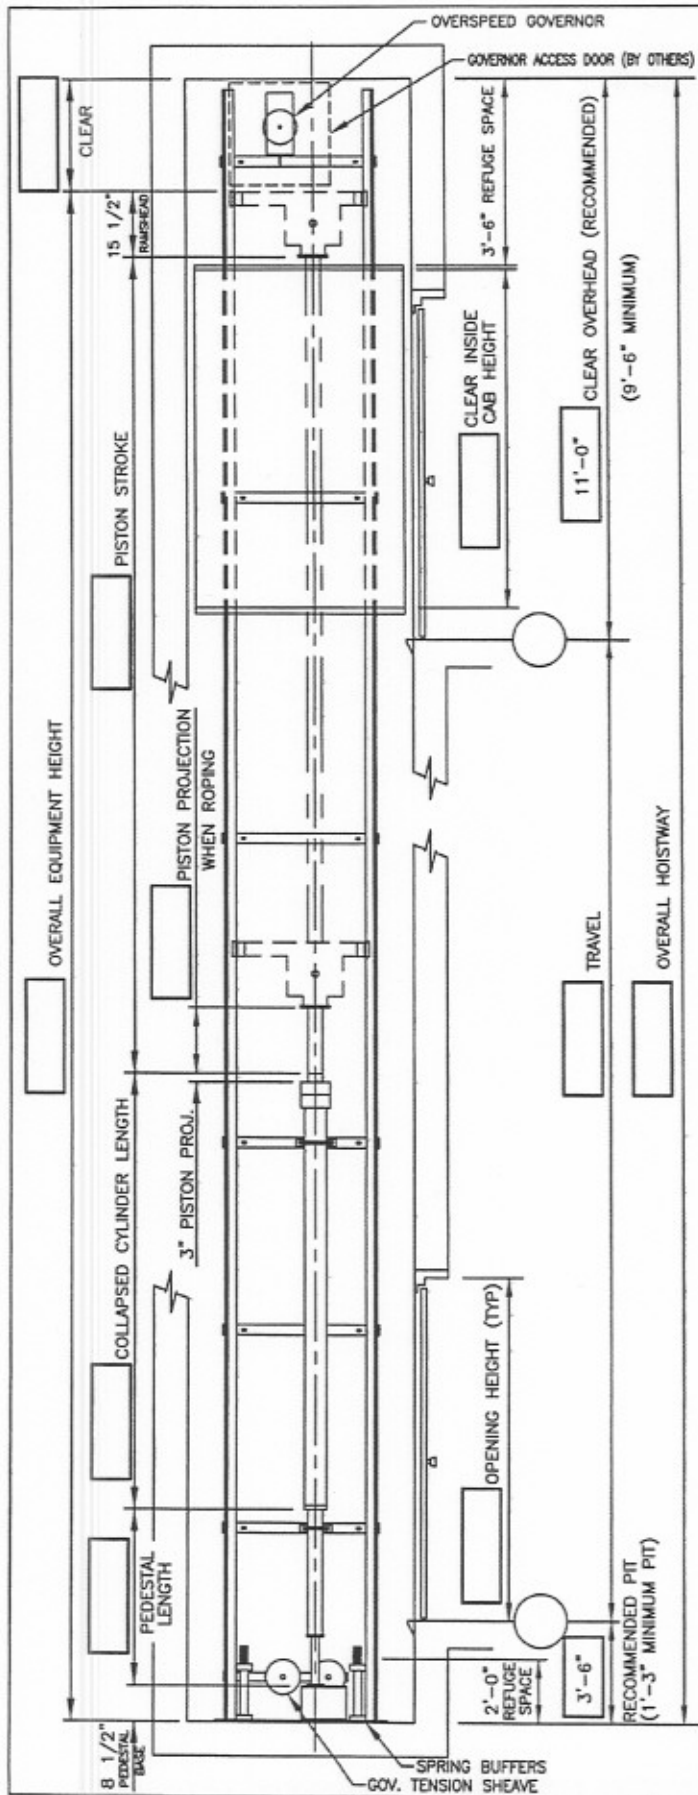 OVERSPEED GOVERNOR
GOVERNOR ACCESS DOOR (BY OTHERS)
CLEAR
15 1/2"
RAMSHEAD
3'-6" REFUGE SPACE
CLEAR OVERHEAD (RECOMMENDED)
(9'-6" MINIMUM)
11'-0"
CLEAR INSIDE
CAB HEIGHT
PISTON STROKE
OVERALL EQUIPMENT HEIGHT
PISTON PROJECTION
WHEN ROPING
TRAVEL
OVERALL HOISTWAY
COLLAPSED CYLINDER LENGTH
3" PISTON PROJ.
OPENING HEIGHT (TYP)
PEDESTAL
LENGTH
2'-0"
REFUGE
SPACE
3'-6"
RECOMMENDED PIT
(1'-3" MINIMUM PIT)
8 1/2"
PEDESTAL
BASE
SPRING BUFFERS
GOV. TENSION SHEAVE